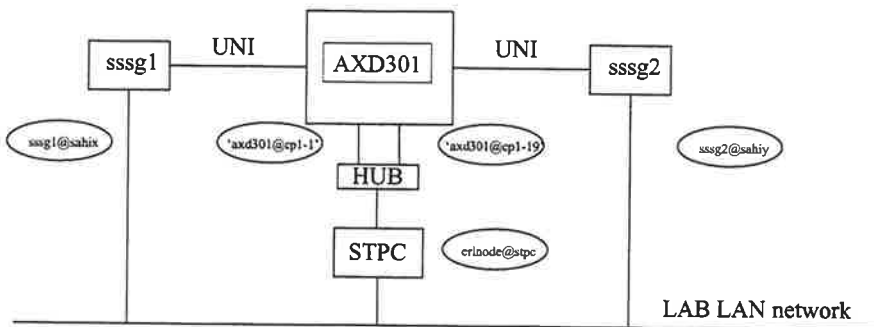 UNI
UNI
sssg1
AXD301
sssg2
sssg1@sahix
'axd301@cp1-1'
'axd301@cp1-19'
sssg2@sahiy
HUB
STPC
erlnode@stpc
LAB LAN network